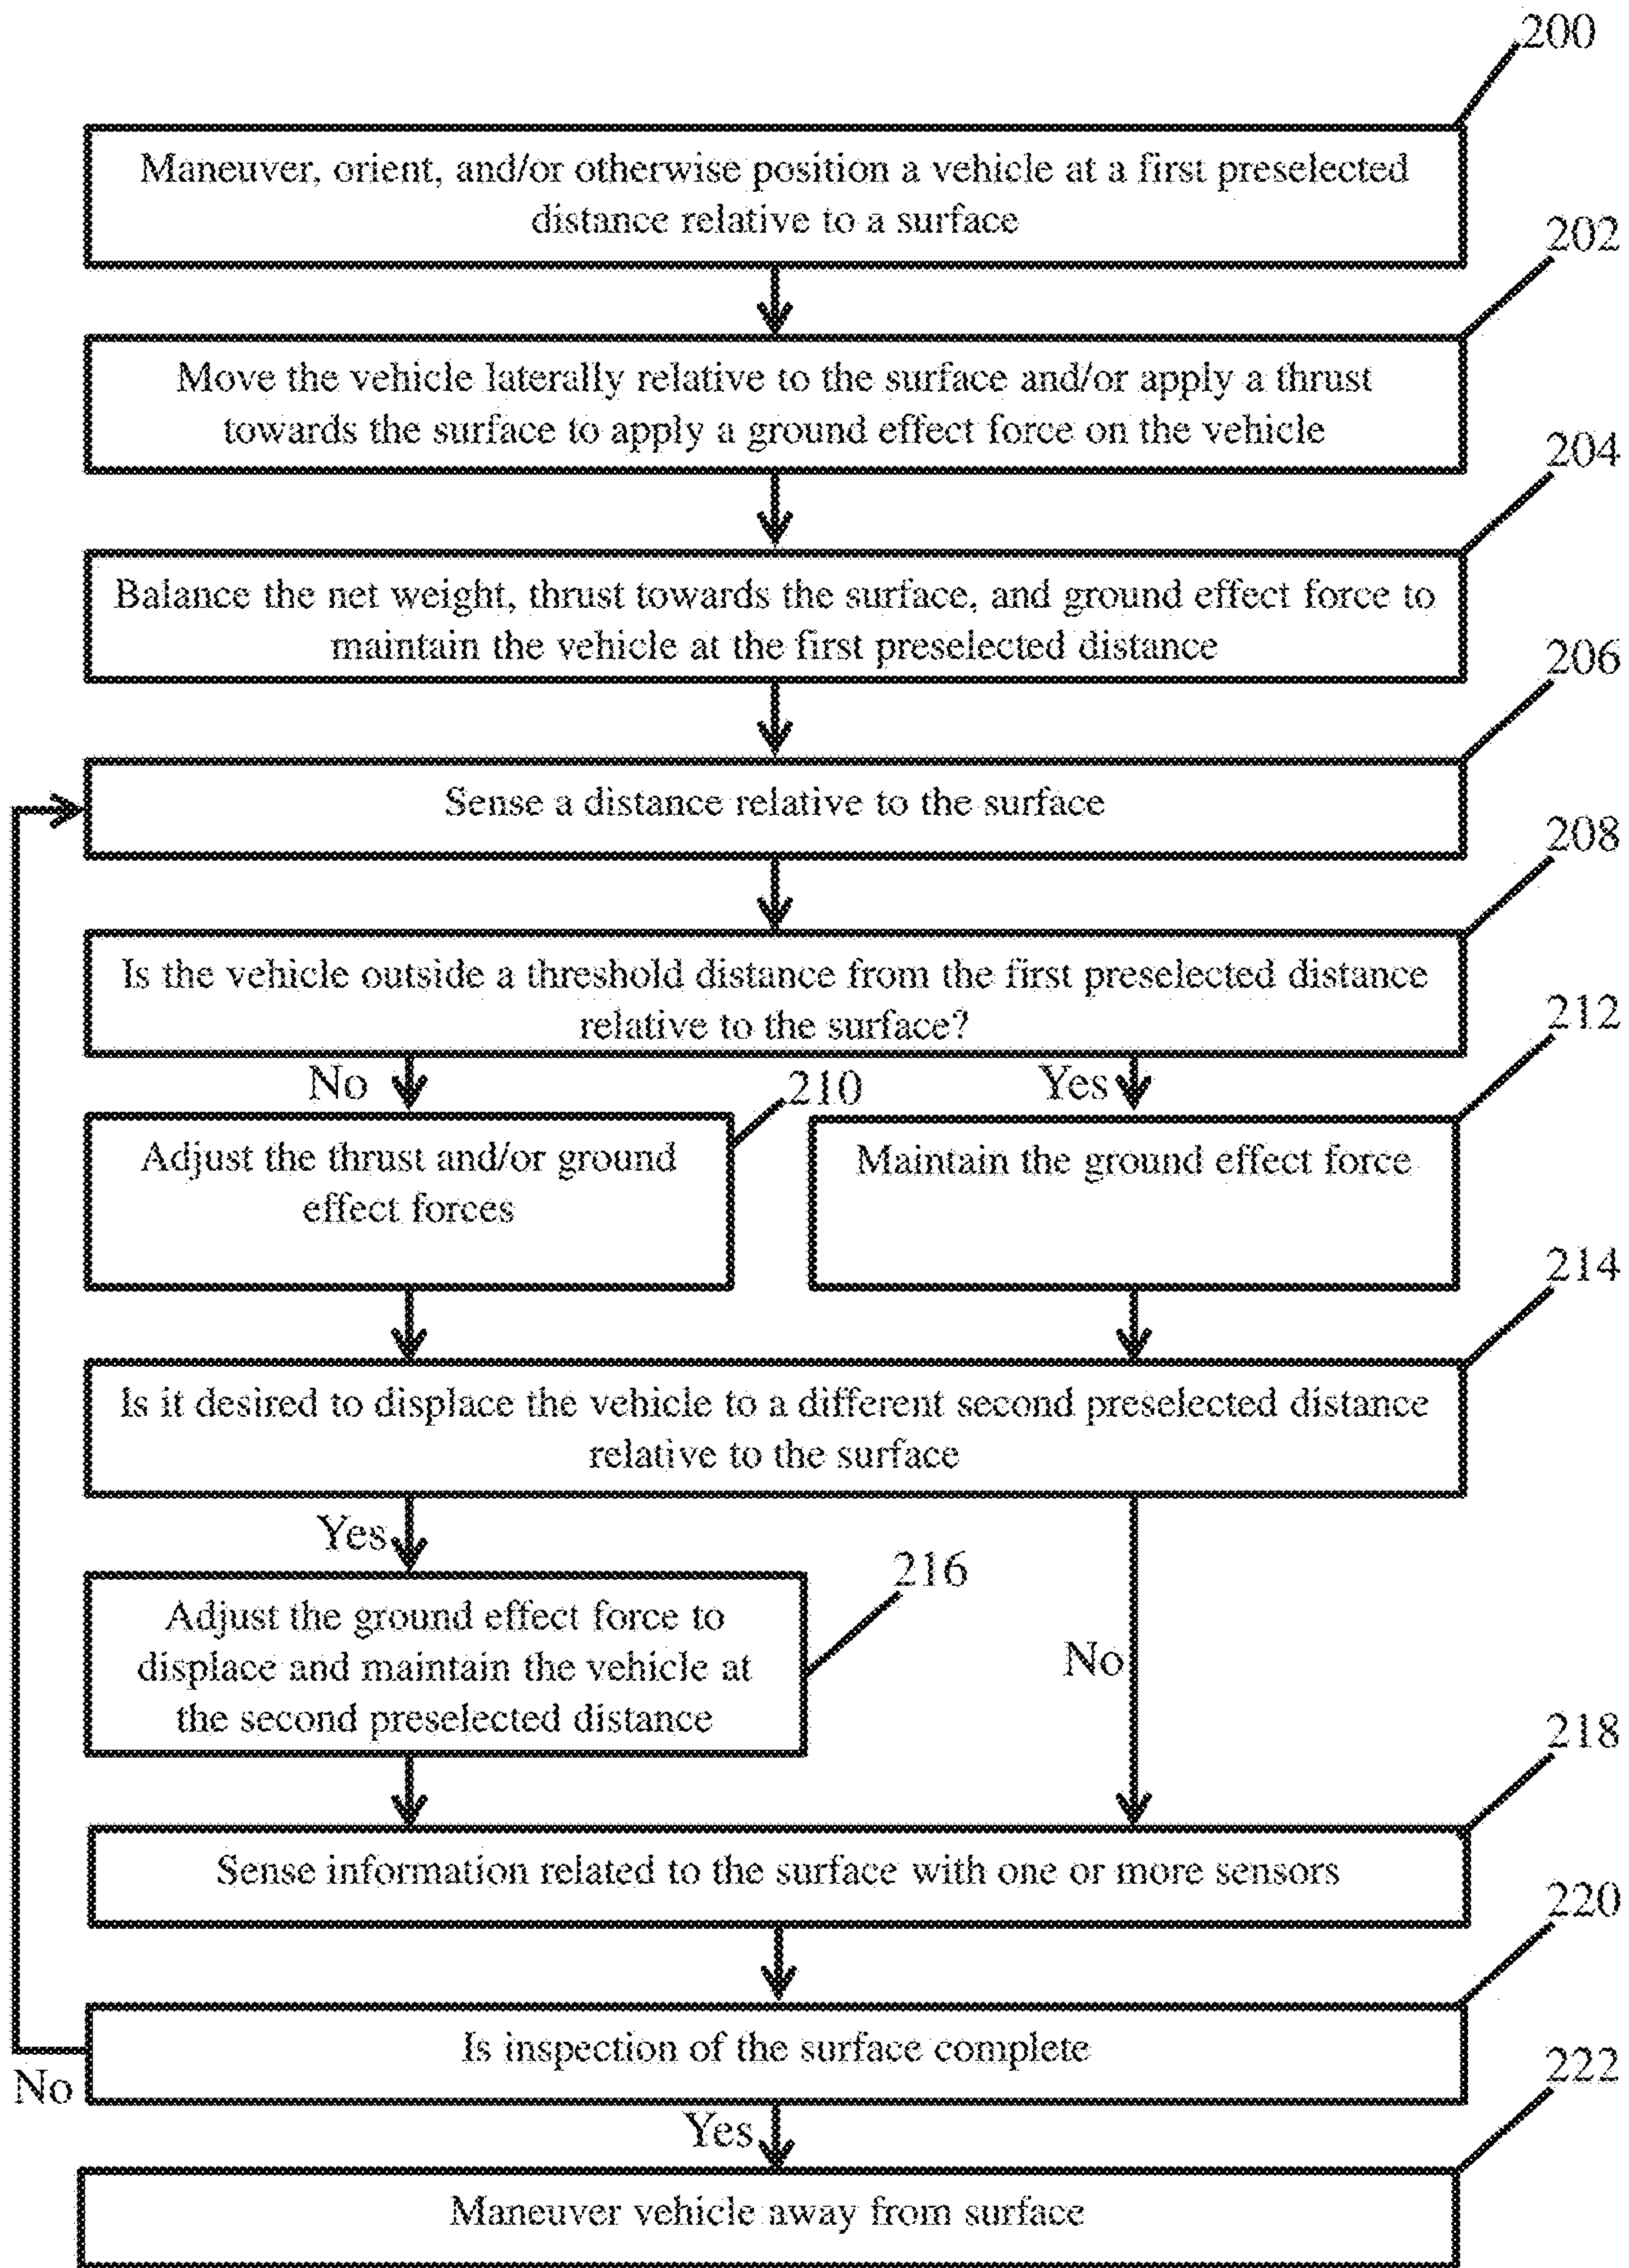 200
Maneuver, orient, and/or otherwise position a vehicle at a first preselected
distance relative to a surface
202
Move the vehicle laterally relative to the surface and/or apply a thrust
towards the surface to apply a ground effect force on the vehicle
204
Balance the net weight, thrust towards the surface, and ground effect force to
maintain the vehicle at the first preselected distance
206
Sense a distance relative to the surface
208
Is the vehicle outside a threshold distance from the first preselected distance
relative to the surface?
212
No
210
Yes
Adjust the thrust and/or ground
effect forces
Maintain the ground effect force
214
Is it desired to displace the vehicle to a different second preselected distance
relative to the surface
Yes
216
Adjust the ground effect force to
displace and maintain the vehicle at
the second preselected distance
No
218
Sense information related to the surface with one or more sensors
220
Is inspection of the surface complete
No
222
Yes
Maneuver vehicle away from surface